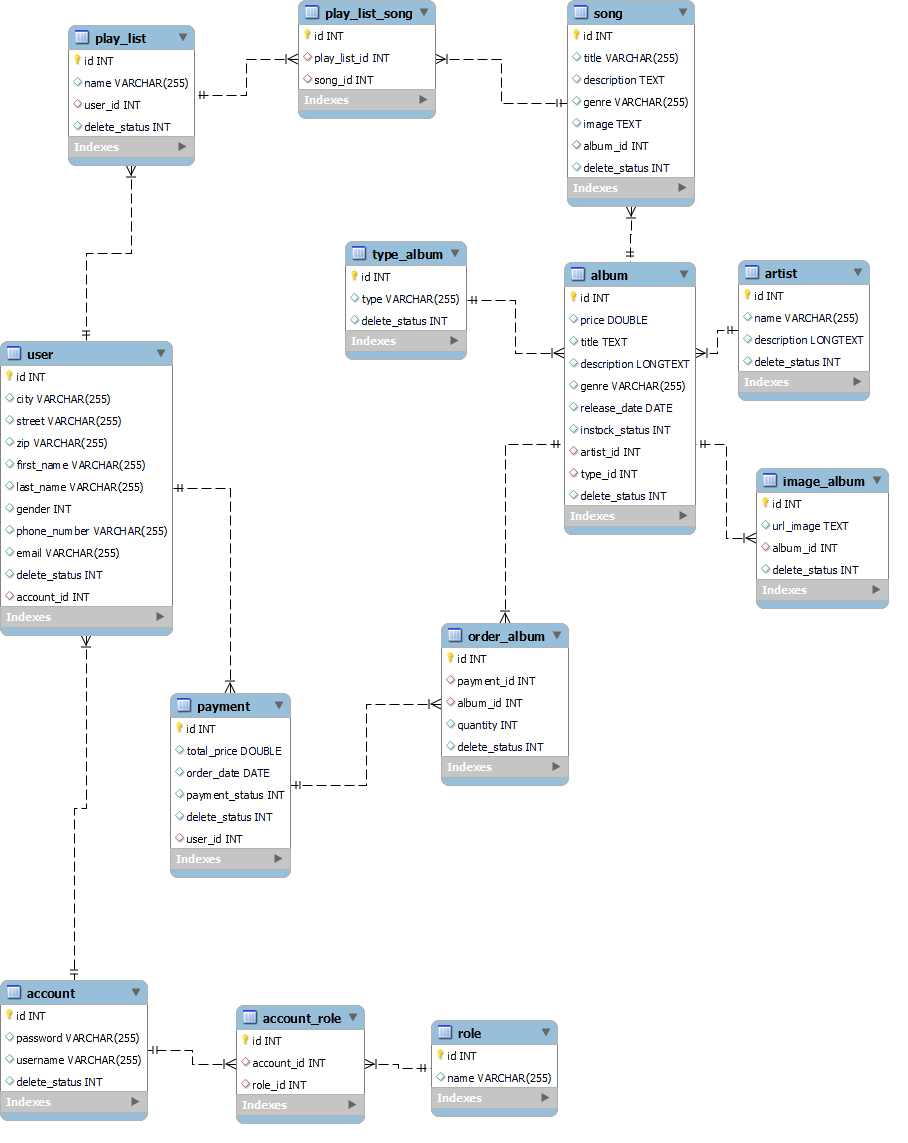 play_list
id INT
name VARCHAR(255)
user_id INT
delete_status INT
Indexes
play_list_song
id INT
play_list_id INT
song_id INT
Indexes
song
id INT
title VARCHAR(255)
description TEXT
genre VARCHAR(255)
image TEXT
album_id INT
delete_status INT
Indexes
type_album
id INT
type VARCHAR(255)
delete_status INT
Indexes
album
id INT
price DOUBLE
title TEXT
description LONGTEXT
genre VARCHAR(255)
release_date DATE
instock_status INT
artist_id INT
type_id INT
delete_status INT
Indexes
artist
id INT
name VARCHAR(255)
description LONGTEXT
delete_status INT
Indexes
user
id INT
city VARCHAR(255)
street VARCHAR(255)
zip VARCHAR(255)
first_name VARCHAR(255)
last_name VARCHAR(255)
gender INT
phone_number VARCHAR(255)
email VARCHAR(255)
delete_status INT
account_id INT
Indexes
image_album
id INT
url_image TEXT
album_id INT
delete_status INT
Indexes
order_album
id INT
payment_id INT
album_id INT
quantity INT
delete_status INT
Indexes
payment
id INT
total_price DOUBLE
order_date DATE
payment_status INT
delete_status INT
user_id INT
Indexes
account
id INT
password VARCHAR(255)
username VARCHAR(255)
delete_status INT
Indexes
account_role
id INT
account_id INT
role_id INT
Indexes
role
id INT
name VARCHAR(255)
Indexes